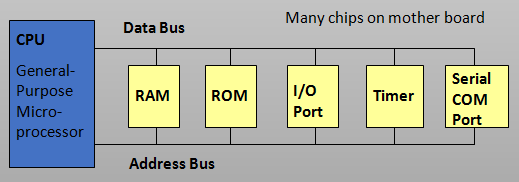 Many chips on mother board
Data Bus
CPU
General-
Purpose
Micro-
processor
RAM
ROM
I/O
Port
Timer
Serial
COM
Port
Address Bus